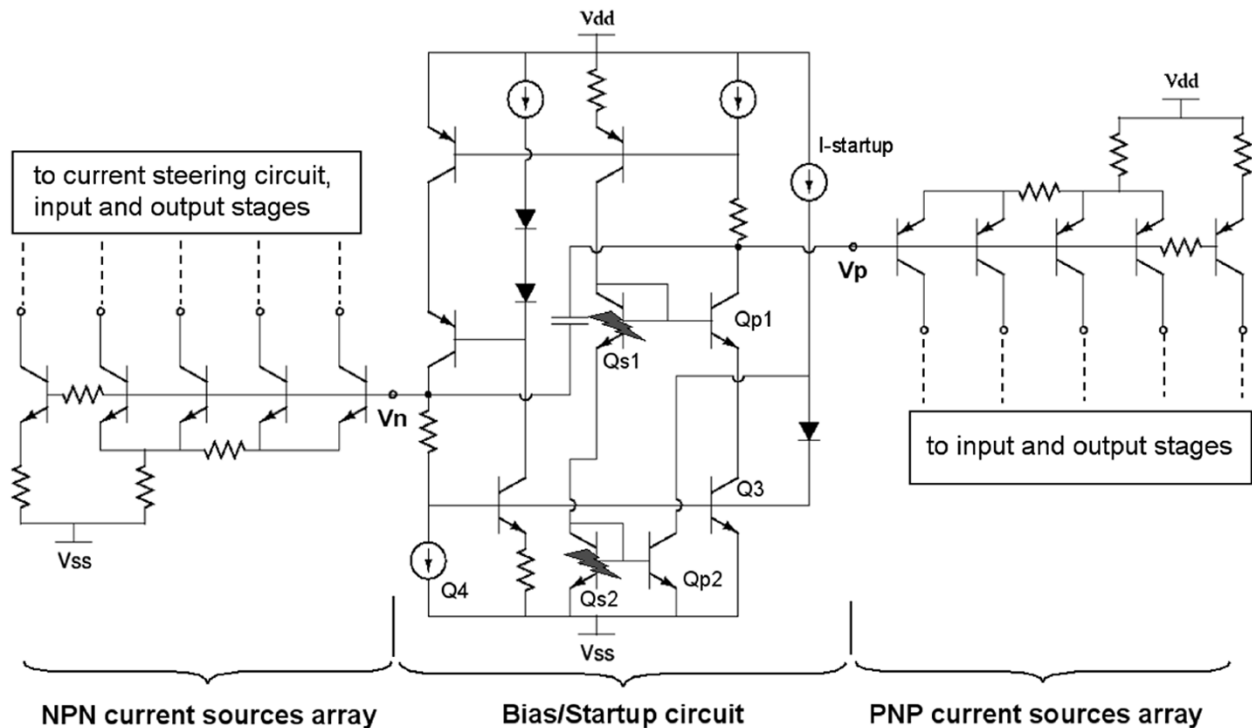 Vdd
Vdd
I-startup
to current steering circuit,
input and output stages
Vp
Qp1
Qs1
Vn
to input and output stages
Q3
Vss
Q4
Qs2
Qp2
Vss
NPN current sources array
Bias/Startup circuit
PNP current sources array